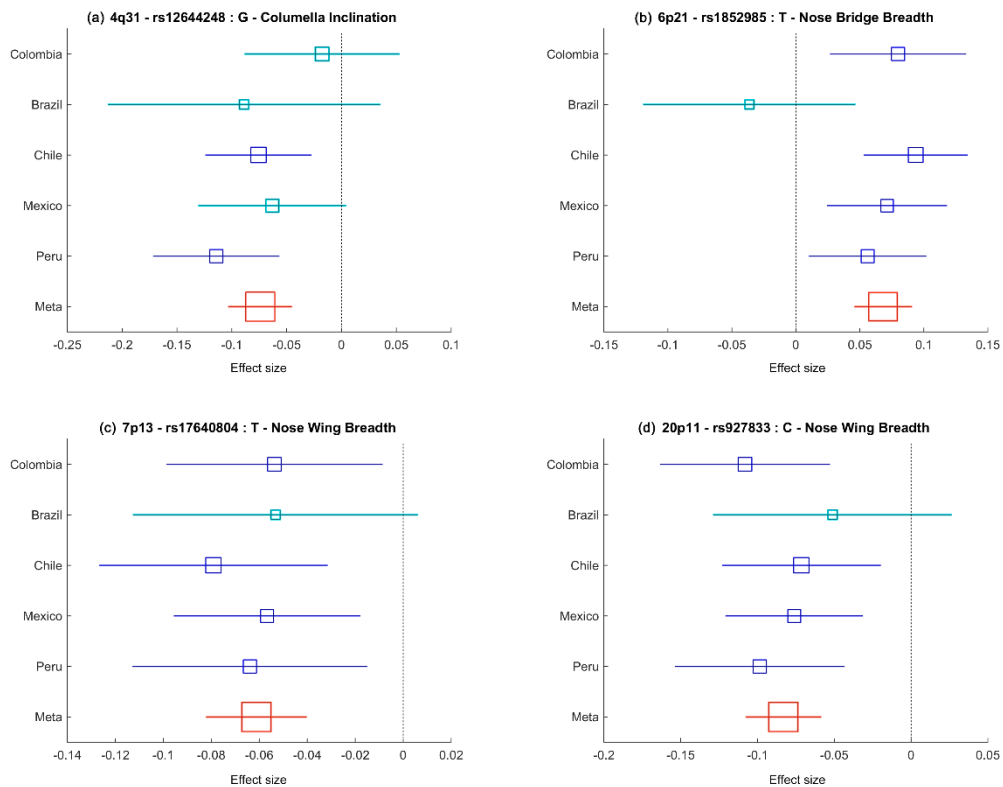 (a) 4q31 - rs12644248 : G - Columella Inclination
Colombia
Brazil
Chile
Mexico
Peru
Meta
-0.25 -0.2 -0.15 -0.1 -0.05 0 0.05 0.1
Effect size
(b) 6p21 - rs1852985 : T - Nose Bridge Breadth
Colombia
Brazil
Chile
Mexico
Peru
Meta
-0.15 -0.1 -0.05 0 0.05 0.1 0.15
Effect size
(c) 7p13 - rs17640804 : T - Nose Wing Breadth
Colombia
Brazil
Chile
Mexico
Peru
Meta
-0.14 -0.12 -0.1 -0.08 -0.06 -0.04 -0.02 0 0.02
Effect size
(d) 20p11 - rs927833 : C - Nose Wing Breadth
Colombia
Brazil
Chile
Mexico
Peru
Meta
-0.2 -0.15 -0.1 -0.05 0 0.05
Effect size